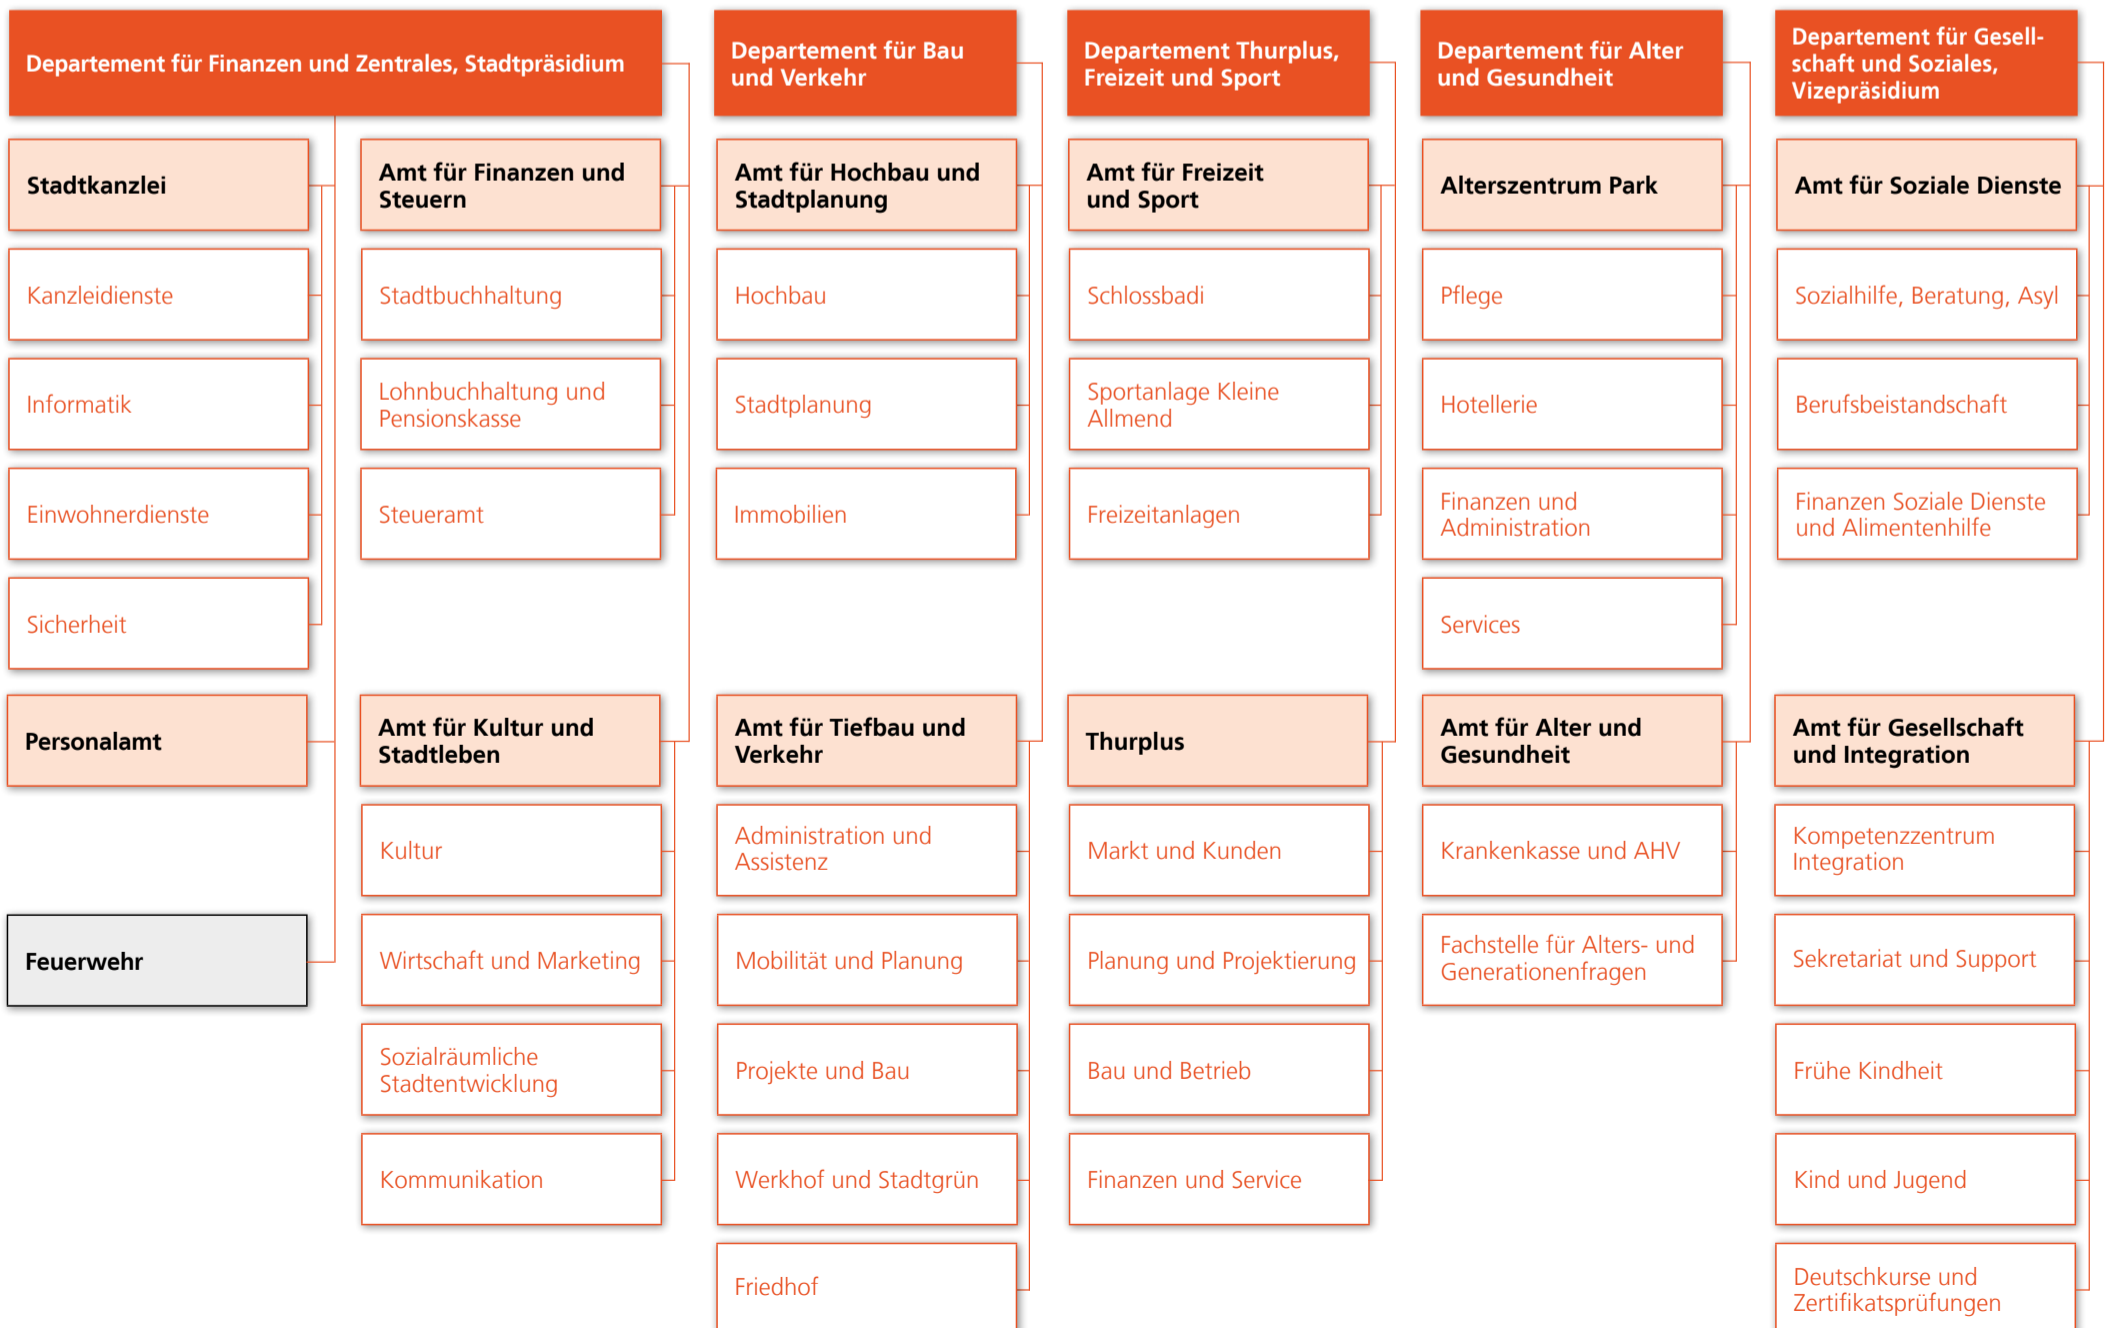 Departement für Finanzen und Zentrales, Stadtpräsidium
Departement für Bau
und Verkehr
Departement Thurplus,
Freizeit und Sport
Departement für Alter
und Gesundheit
Departement für Gesell-
schaft und Soziales,
Vizepräsidium
Stadtkanzlei
Kanzleidienste
Informatik
Einwohnerdienste
Sicherheit
Personalamt
Feuerwehr
Amt für Finanzen und
Steuern
Stadtbuchhaltung
Lohnbuchhaltung und
Pensionskasse
Steueramt
Amt für Kultur und
Stadtleben
Kultur
Wirtschaft und Marketing
Sozialräumliche
Stadtentwicklung
Kommunikation
Amt für Hochbau und
Stadtplanung
Hochbau
Stadtplanung
Immobilien
Amt für Tiefbau und
Verkehr
Administration und
Assistenz
Mobilität und Planung
Projekte und Bau
Werkhof und Stadtgrün
Friedhof
Amt für Freizeit
und Sport
Schlossbadi
Sportanlage Kleine
Allmend
Freizeitanlagen
Thurplus
Markt und Kunden
Planung und Projektierung
Bau und Betrieb
Finanzen und Service
Alterszentrum Park
Pflege
Hotellerie
Finanzen und
Administration
Services
Amt für Alter und
Gesundheit
Krankenkasse und AHV
Fachstelle für Alters- und
Generationenfragen
Amt für Soziale Dienste
Sozialhilfe, Beratung, Asyl
Berufsbeistandschaft
Finanzen Soziale Dienste
und Alimentenhilfe
Amt für Gesellschaft
und Integration
Kompetenzzentrum
Integration
Sekretariat und Support
Frühe Kindheit
Kind und Jugend
Deutschkurse und
Zertifikatsprüfungen